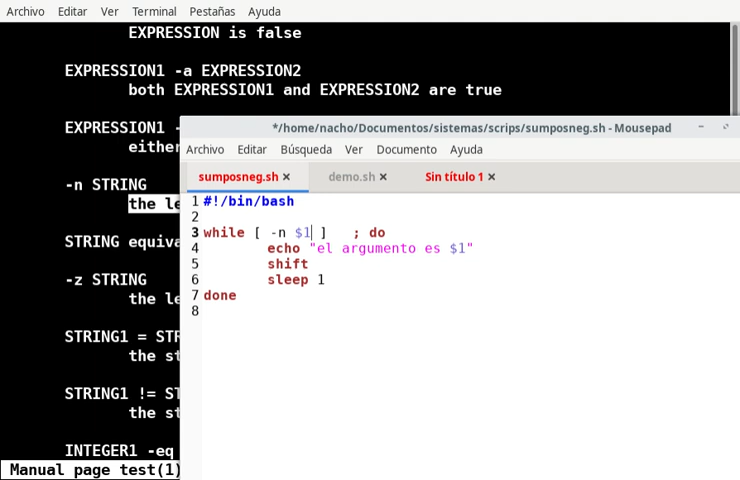 Archivo Editar Ver Terminal Pestañas Ayuda
EXPRESSION is false
EXPRESSION1 -a EXPRESSION2
both EXPRESSION1 and EXPRESSION2 are true
EXPRESSION1 -
either
-n STRING
the le
STRING equiva
-z STRING
the le
STRING1 = STR
the st
STRING1 != ST
the st
INTEGER1 -eq
Manual page test(1)
*/home/nacho/Documentos/sistemas/scrips/sumposneg.sh - Mousepad
Archivo Editar Búsqueda Ver Documento Ayuda
sumposneg.sh × demo.sh × Sin título 1 ×
1 #!/bin/bash
2
3 while [ -n $1 ] ; do
4 echo "el argumento es $1"
5 shift
6 sleep 1
7 done
8